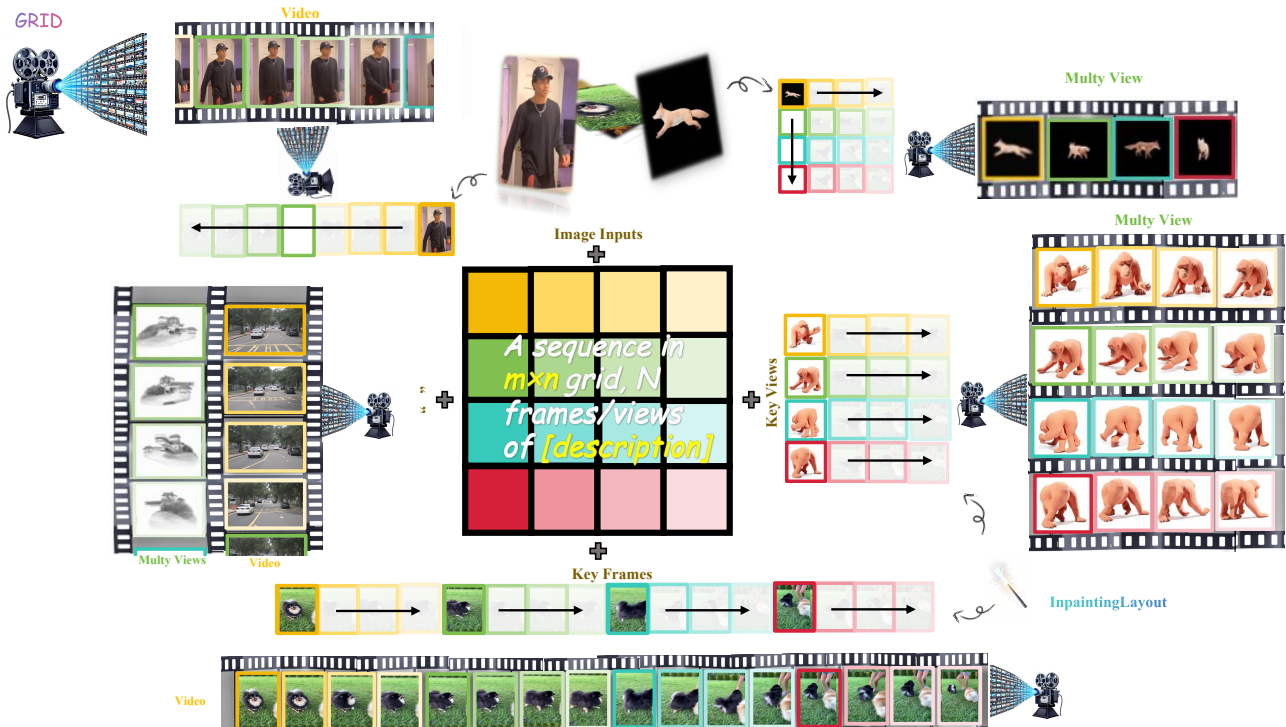 GRID
Video
Multy View
Image Inputs
Multy View
A sequence in
m×n grid, N
frames/views
of [description]
Key Views
Multy Views
Video
Key Frames
InpaintingLayout
Video